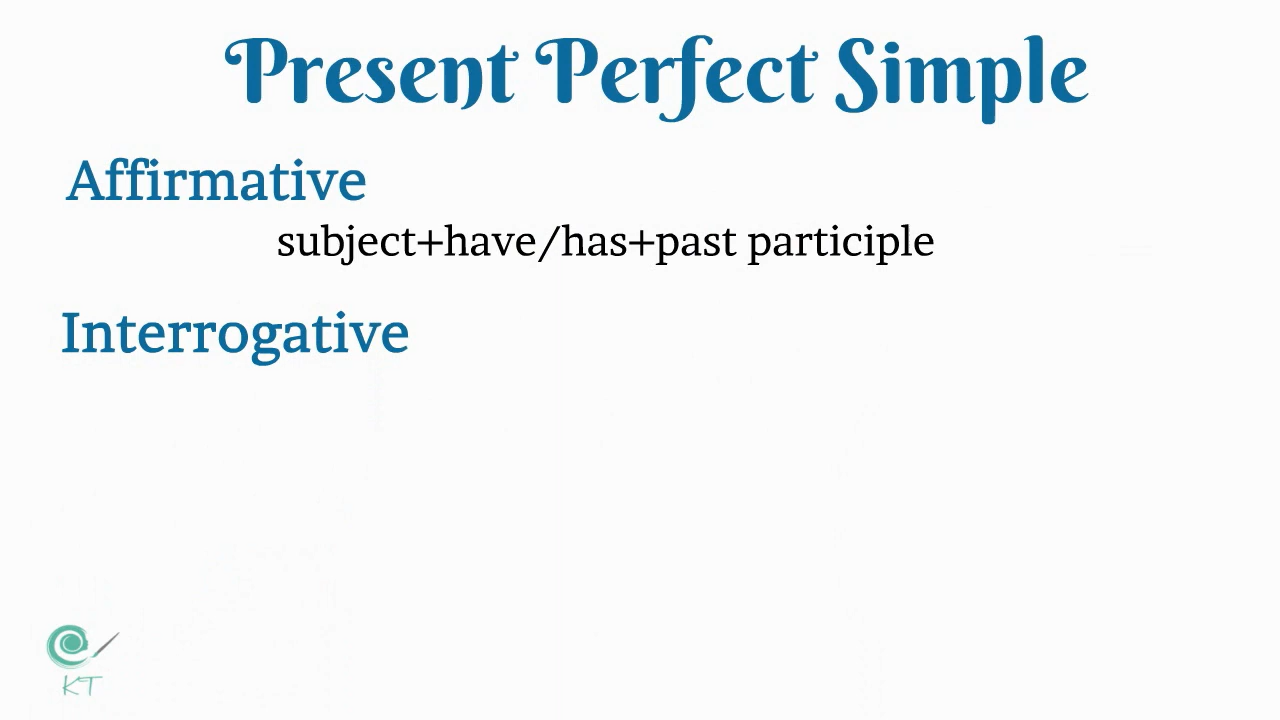 Present Perfect Simple
Affirmative
subject+have/has+past participle
Interrogative
KT